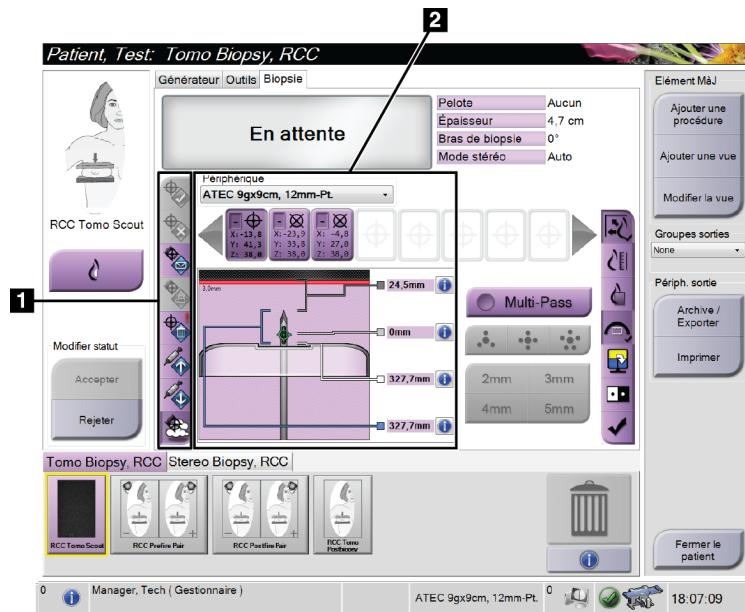 2
Patient, Test: Tomo Biopsy, RCC
Générateur Outils Biopsie
Elément MàJ
En attente
Pelote Aucun
Épaisseur 4,7 cm
Bras de biopsie 0°
Mode stéréo Auto
Ajouter une procédure
Ajouter une vue
Modifier la vue
Périphérique
ATEC 9gx9cm, 12mm-Pt.
RCC Tomo Scout
X:-13,8 X:-23,9 X: -4,8
Y: 41,3 Y: 33,8 Y: 27,8
Z: 38,0 Z: 38,0 Z: 38,0
Groupes sorties
None
1
3,0mm
24,5mm
Multi-Pass
0mm
327,7mm
327,7mm
2mm 3mm
4mm 5mm
Périph. sortie
Archive / Exporter
Imprimer
Modifier statut
Accepter
Rejeter
Tomo Biopsy, RCC Stereo Biopsy, RCC
RCC Tomo Scout
RCC Prefire Pair
RCC Postfire Pair
RCC Tomo Postbiopsy
Fermer le patient
0 Manager, Tech ( Gestionnaire ) ATEC 9gx9cm, 12mm-Pt. 0 18:07:09